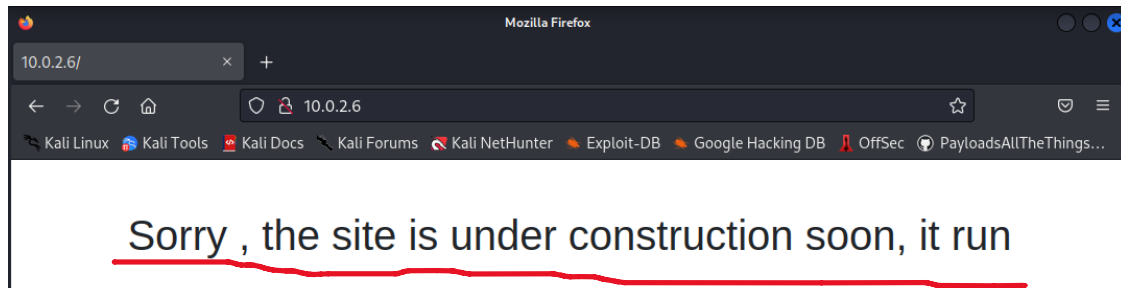 Mozilla Firefox
10.0.2.6/
10.0.2.6
Kali Linux Kali Tools Kali Docs Kali Forums Kali NetHunter Exploit-DB Google Hacking DB OffSec PayloadsAllTheThings...
Sorry , the site is under construction soon, it run